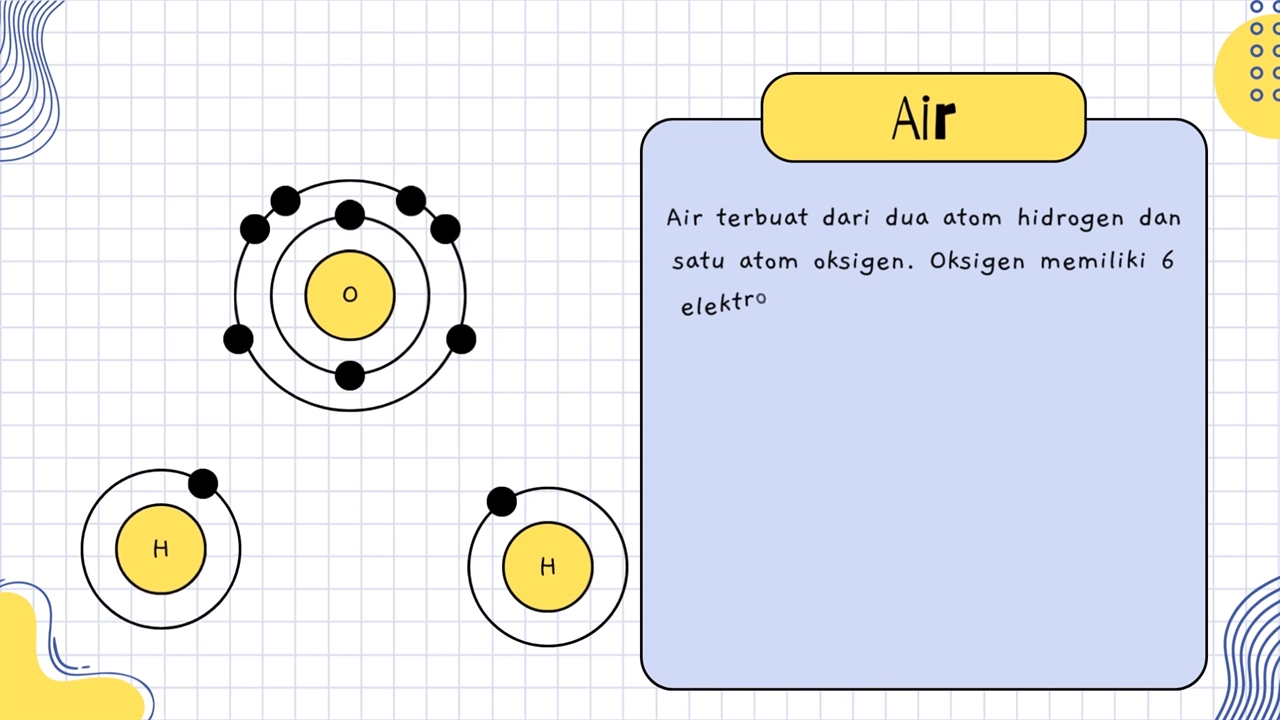 Air
Air terbuat dari dua atom hidrogen dan
satu atom oksigen. Oksigen memiliki 6
elektro
O
H
H